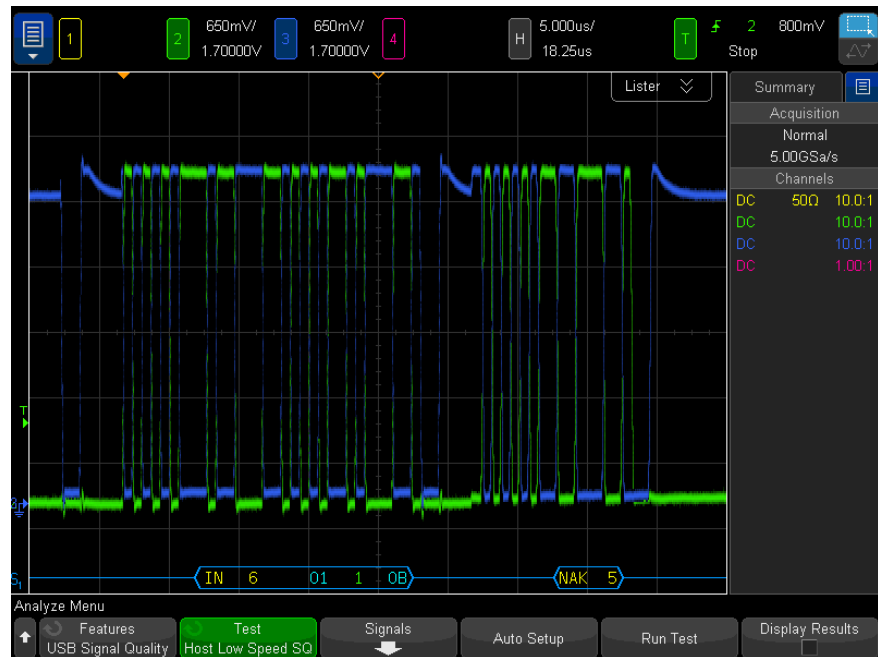 1 2 650mV/ 3 650mV/ 4 H 5.000us/ T 2 800mV
1.70000V 1.70000V 18.25us Stop
Lister
Summary
Acquisition
Normal
5.00GSa/s
Channels
DC 50Ω 10.0:1
DC 10.0:1
DC 10.0:1
DC 1.00:1
T
S1 IN 6 01 1 0B NAK 5
Analyze Menu
Features Test Signals Auto Setup Run Test Display Results
USB Signal Quality Host Low Speed SQ